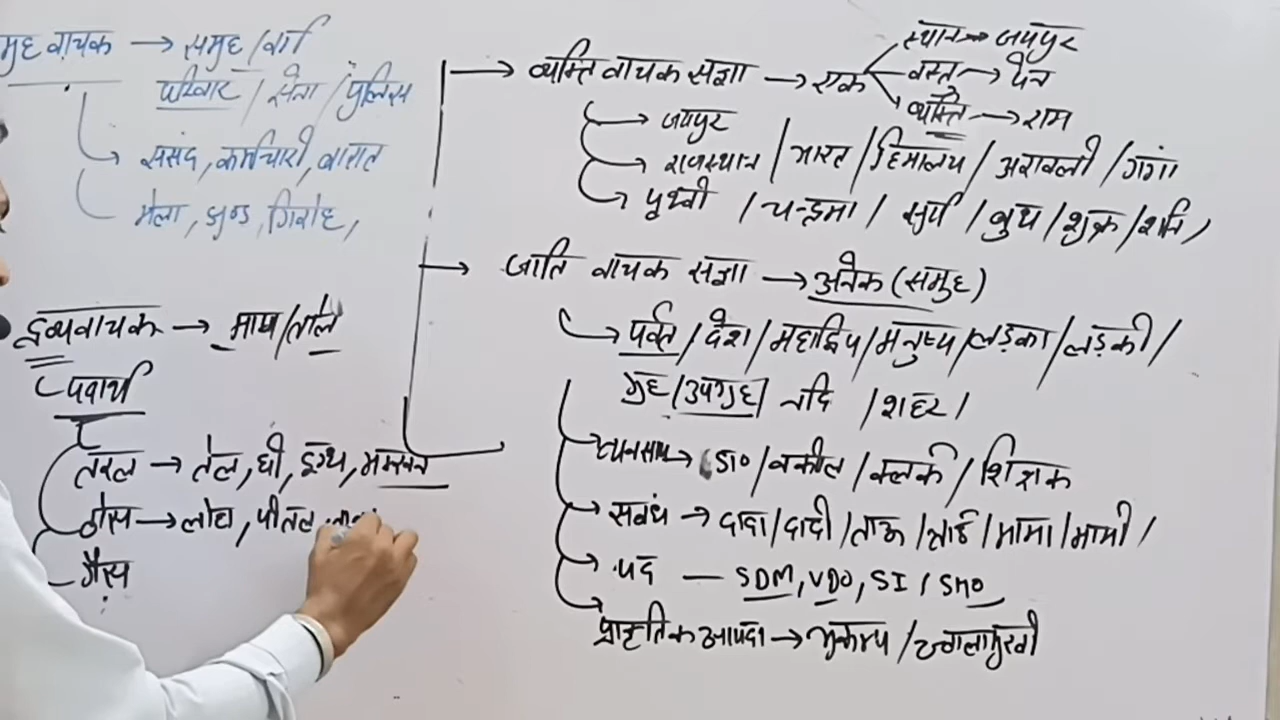 मुह वाचक → समुह / वर्ग
परिवार / सेना / पुलिस
संसद, कर्मचारी, बारात
मेला, झुण्ड, गिरोह,
द्रव्यवाचक → माप / तोल
पदार्थ
तरल → तेल, घी, दुग्ध, मक्खन
ठोस → लोहा, पीतल
गैस
व्यक्ति वाचक संज्ञा → एक
स्थान → जयपुर
वस्तु → पेन
व्यक्ति → राम
→ जयपुर
→ राजस्थान / भारत / हिमालय / अरावली / गंगा
→ पृथ्वी / चन्द्रमा / सुर्य / बुध / शुक्र / शनि,
जाति वाचक संज्ञा → अनेक (समुह)
→ पर्वत / देश / महाद्विप / मनुष्य / लड़का / लड़की /
ग्रह / उपग्रह / नदि / शहर /
→ डा० / वकील / क्लर्क / शिक्षक
→ सबंध → दादा / दादी / ताऊ / ताई / मामा / मामी /
→ पद — SDM, VDO, SI, SHO
→ प्राकृतिक आपदा → भुकम्प / ज्वालामुखी